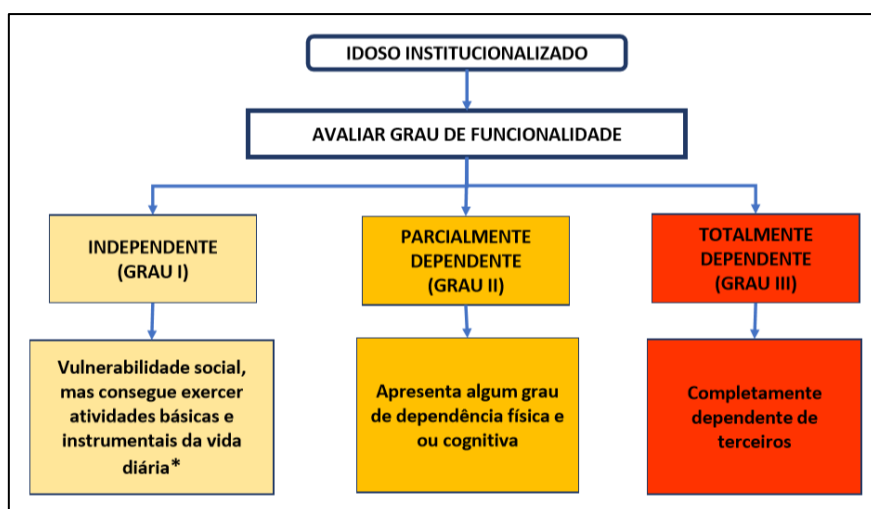 IDOSO INSTITUCIONALIZADO
AVALIAR GRAU DE FUNCIONALIDADE
INDEPENDENTE
(GRAU I)
PARCIALMENTE
DEPENDENTE
(GRAU II)
TOTALMENTE
DEPENDENTE
(GRAU III)
Vulnerabilidade social,
mas consegue exercer
atividades básicas e
instrumentais da vida
diária*
Apresenta algum grau
de dependência física e
ou cognitiva
Completamente
dependente de
terceiros